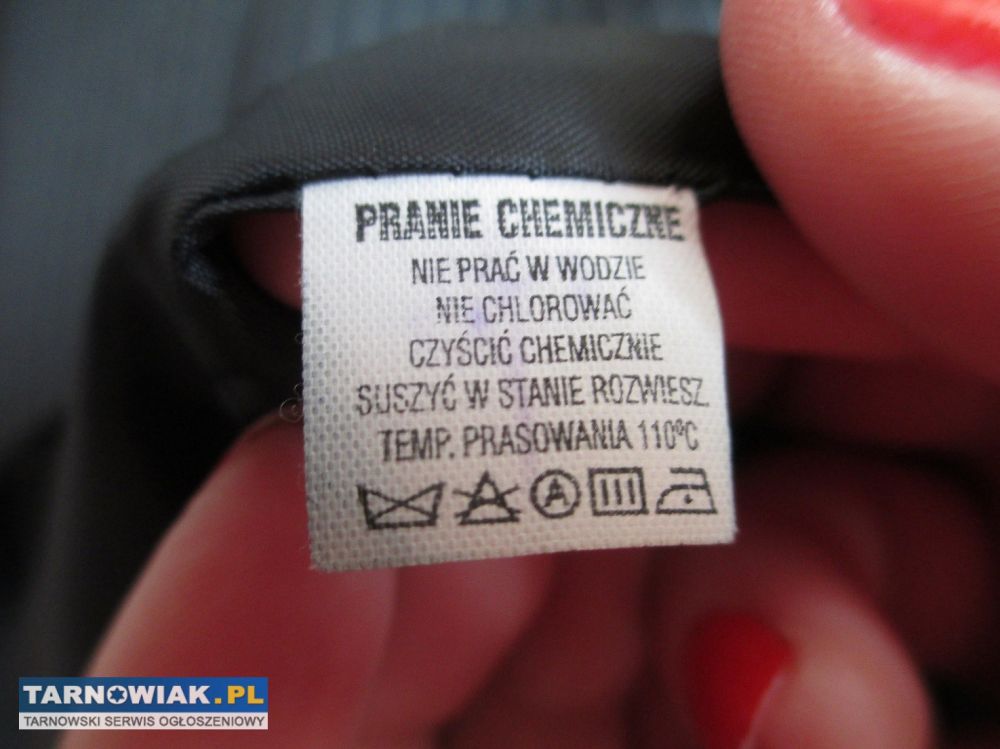 PRANIE CHEMICZNE
NIE PRAĆ W WODZIE
NIE CHLOROWAĆ
CZYŚCIĆ CHEMICZNIE
SUSZYĆ W STANIE ROZWIESZ.
TEMP. PRASOWANIA 110ºC
A
TARNOWIAK.PL
TARNOWSKI SERWIS OGŁOSZENIOWY